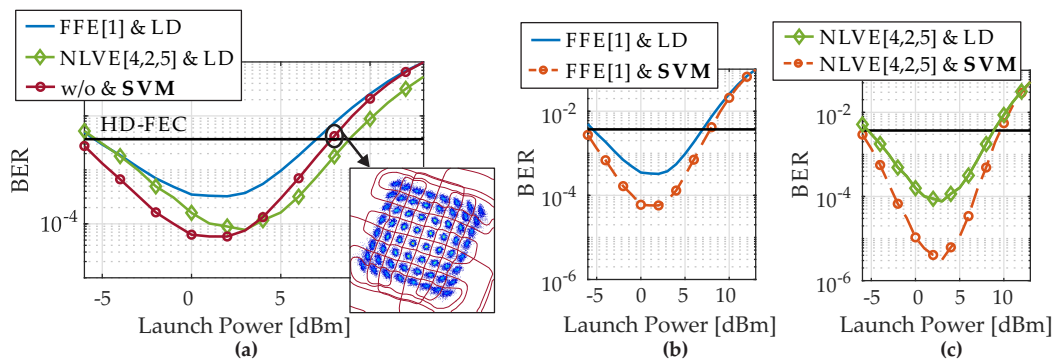 FFE[1] & LD
NLVE[4,2,5] & LD
w/o & SVM
HD-FEC
BER
10-4
-5
0
5
Launch Power [dBm]
(a)
FFE[1] & LD
FFE[1] & SVM
BER
10-2
10-4
10-6
-5
0
5
10
Launch Power [dBm]
(b)
NLVE[4,2,5] & LD
NLVE[4,2,5] & SVM
BER
10-2
10-4
10-6
-5
0
5
10
Launch Power [dBm]
(c)